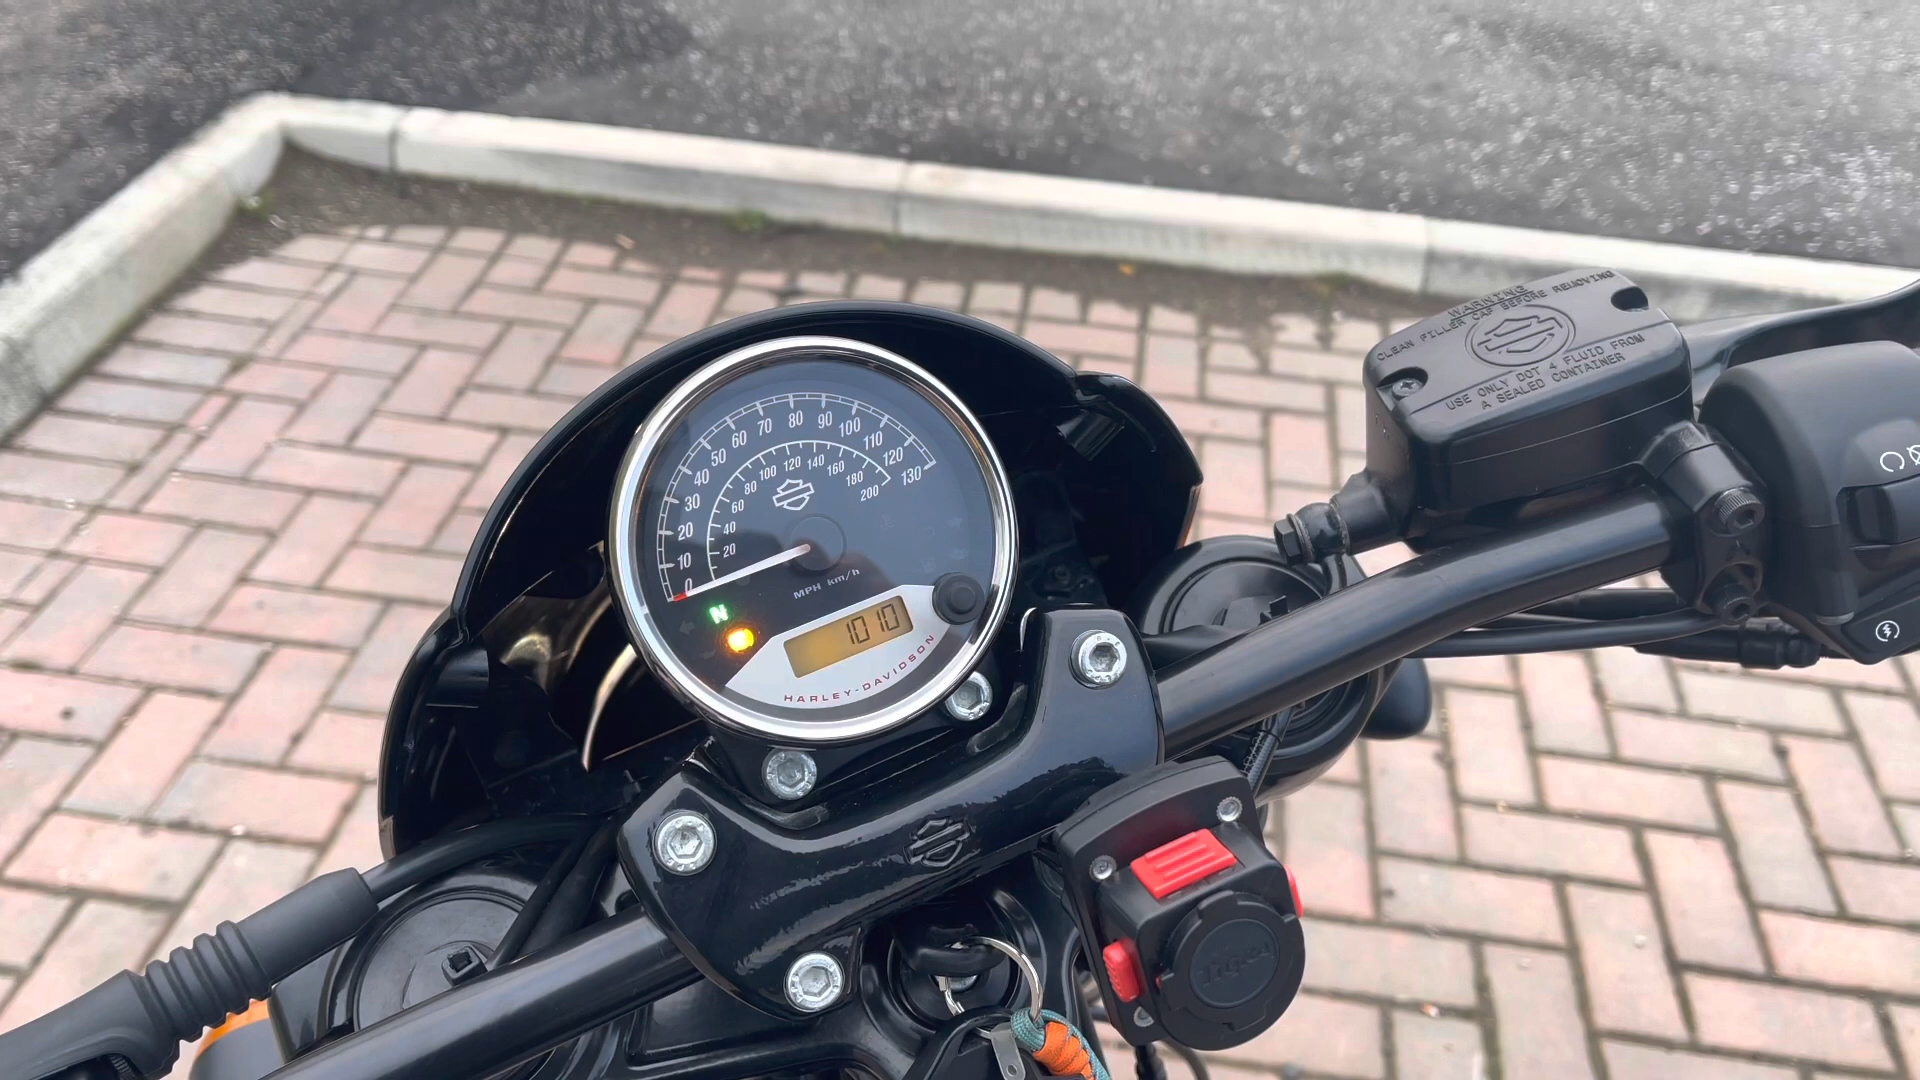 WARNING
CLEAN FILLER CAP BEFORE REMOVING
USE ONLY DOT 4 FLUID FROM
A SEALED CONTAINER
0 10 20 30 40 50 60 70 80 90 100 110 120 130
20 40 60 80 100 120 140 160 180 200
MPH km/h
N
1010
HARLEY-DAVIDSON